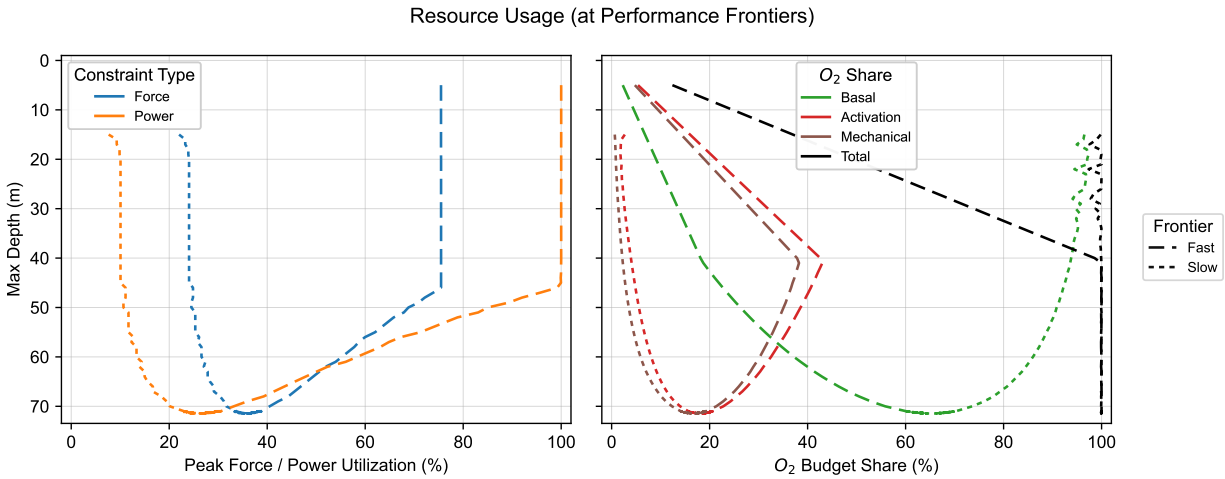 Resource Usage (at Performance Frontiers)
Max Depth (m)
0
10
20
30
40
50
60
70
Constraint Type
Force
Power
0
20
40
60
80
100
Peak Force / Power Utilization (%)
O₂ Share
Basal
Activation
Mechanical
Total
0
20
40
60
80
100
O₂ Budget Share (%)
Frontier
Fast
Slow